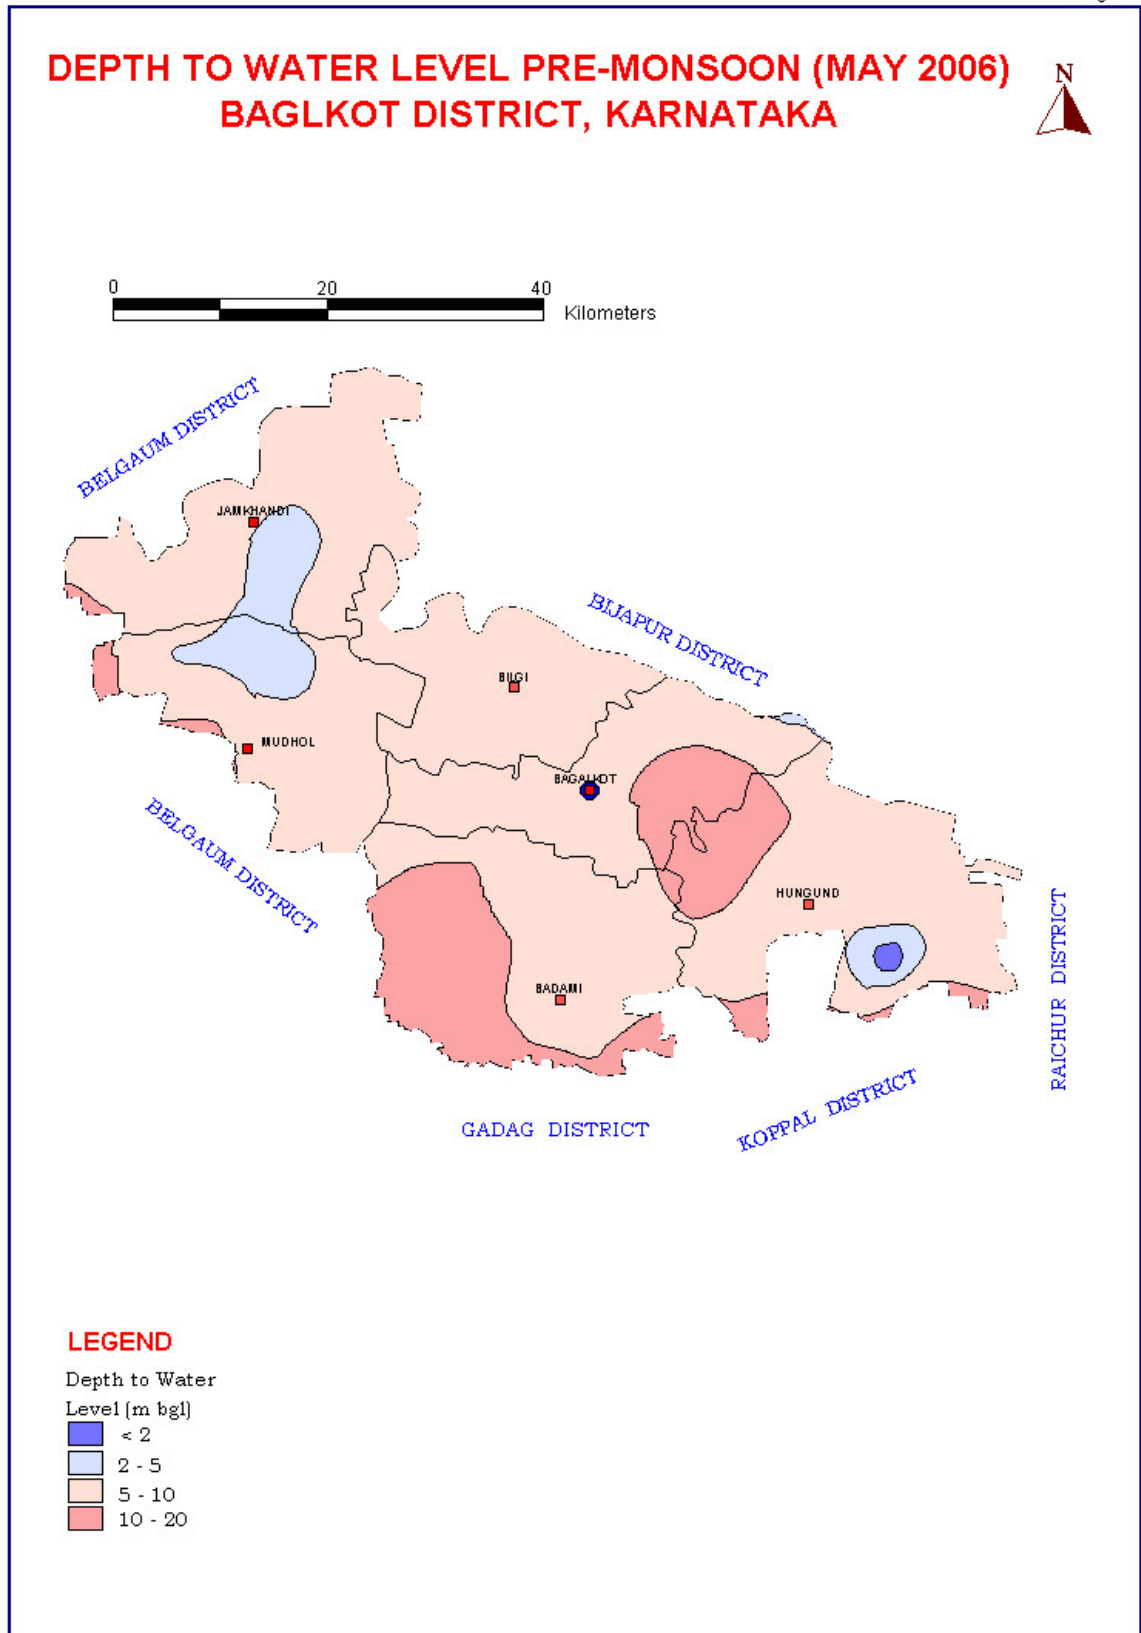 DEPTH TO WATER LEVEL PRE-MONSOON (MAY 2006)
BAGLKOT DISTRICT, KARNATAKA
N
0 20 40
Kilometers
BELGAUM DISTRICT
JAMKHANDI
BIJAPUR DISTRICT
BILGI
MUDHOL
BAGALKOT
BELGAUM DISTRICT
HUNGUND
RAICHUR DISTRICT
BADAMI
GADAG DISTRICT
KOPPAL DISTRICT
LEGEND
Depth to Water
Level (m bgl)
< 2
2 - 5
5 - 10
10 - 20